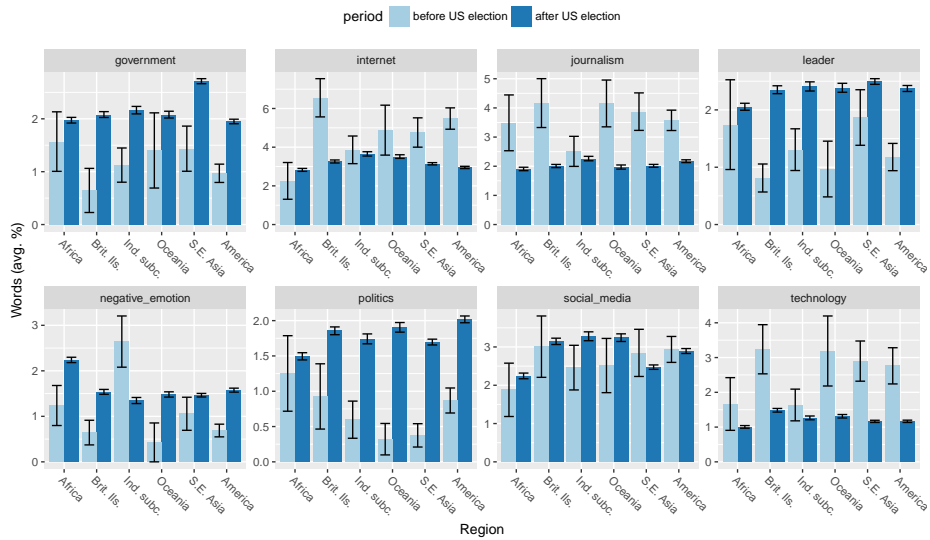 period before US election after US election
government internet journalism leader
0 1 2
0 2 4 6
0 1 2 3 4 5
0 1 2
Africa Brit. Ils. Ind. subc. Oceania S.E. Asia America
Africa Brit. Ils. Ind. subc. Oceania S.E. Asia America
Africa Brit. Ils. Ind. subc. Oceania S.E. Asia America
Africa Brit. Ils. Ind. subc. Oceania S.E. Asia America
Words (avg. %)
negative_emotion politics social_media technology
0 1 2 3
0.0 0.5 1.0 1.5 2.0
0 1 2 3
0 1 2 3 4
Africa Brit. Ils. Ind. subc. Oceania S.E. Asia America
Africa Brit. Ils. Ind. subc. Oceania S.E. Asia America
Africa Brit. Ils. Ind. subc. Oceania S.E. Asia America
Africa Brit. Ils. Ind. subc. Oceania S.E. Asia America
Region